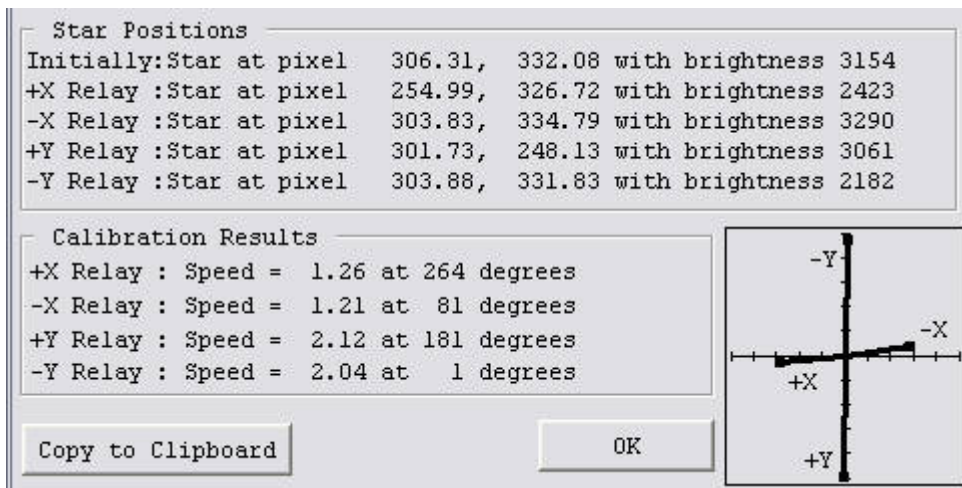 Star Positions
Initially:Star at pixel 306.31, 332.08 with brightness 3154
+X Relay :Star at pixel 254.99, 326.72 with brightness 2423
-X Relay :Star at pixel 303.83, 334.79 with brightness 3290
+Y Relay :Star at pixel 301.73, 248.13 with brightness 3061
-Y Relay :Star at pixel 303.88, 331.83 with brightness 2182
Calibration Results
+X Relay : Speed = 1.26 at 264 degrees
-X Relay : Speed = 1.21 at 81 degrees
+Y Relay : Speed = 2.12 at 181 degrees
-Y Relay : Speed = 2.04 at 1 degrees
-Y
-X
+X
+Y
Copy to Clipboard
OK